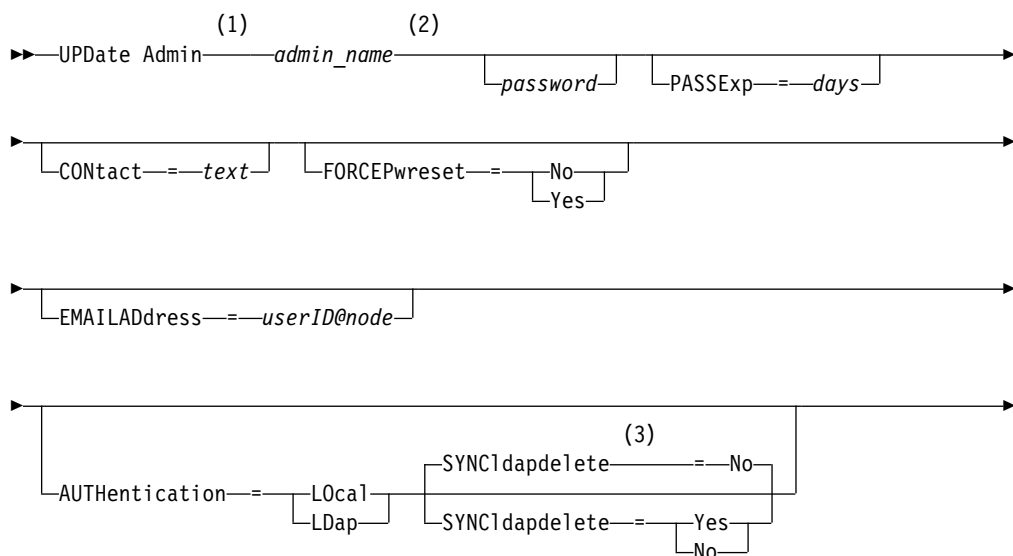 (1) (2)
UPDate Admin admin_name
password PASSExp = days
CONtact = text FORCEPwreset = No
Yes
EMAILADdress = userID@node
(3)
SYNCldapdelete = No
AUTHentication = LOcal
LDap SYNCldapdelete = Yes
No